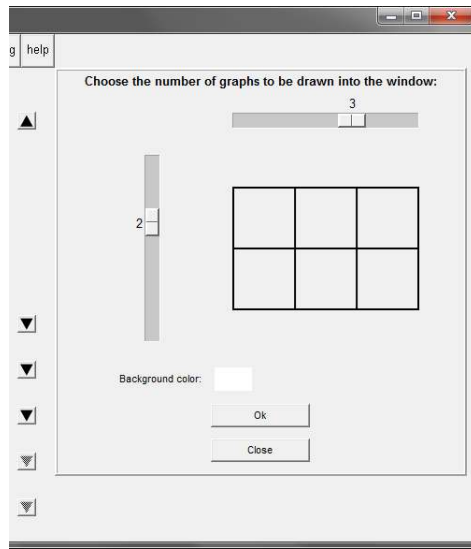 g help
Choose the number of graphs to be drawn into the window:
3
2
Background color:
Ok
Close